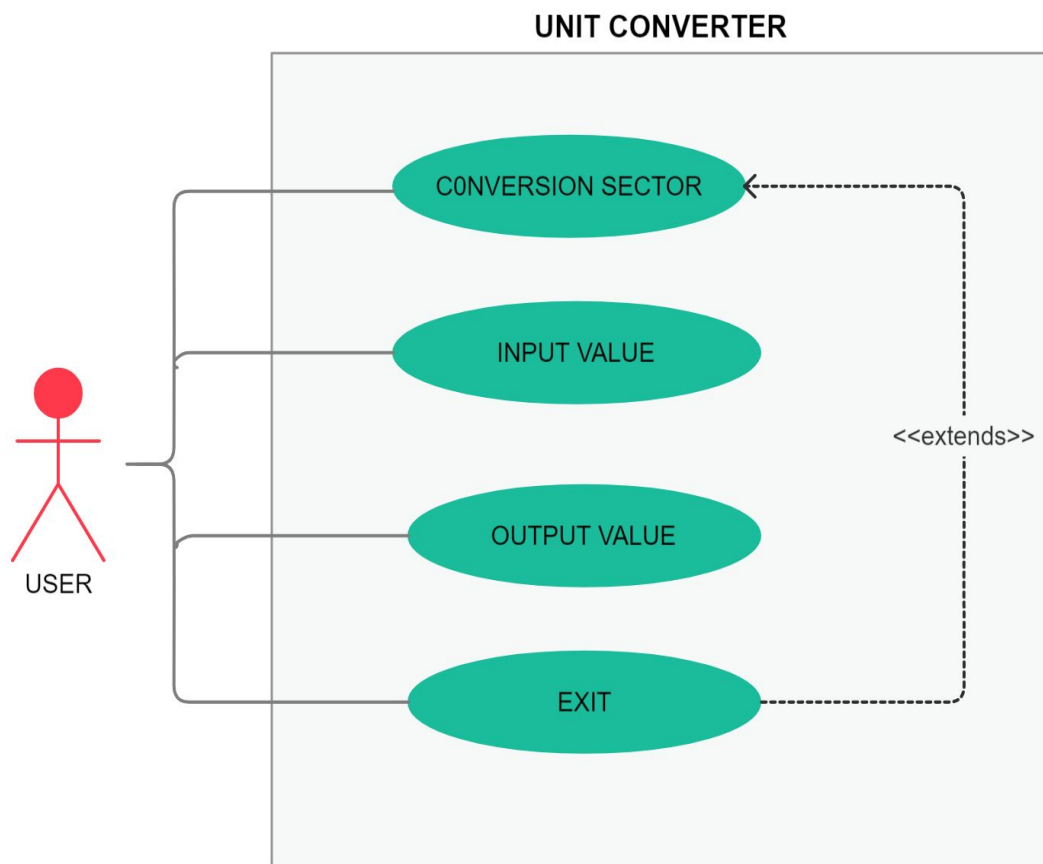 UNIT CONVERTER
C0NVERSION SECTOR
INPUT VALUE
<<extends>>
OUTPUT VALUE
USER
EXIT